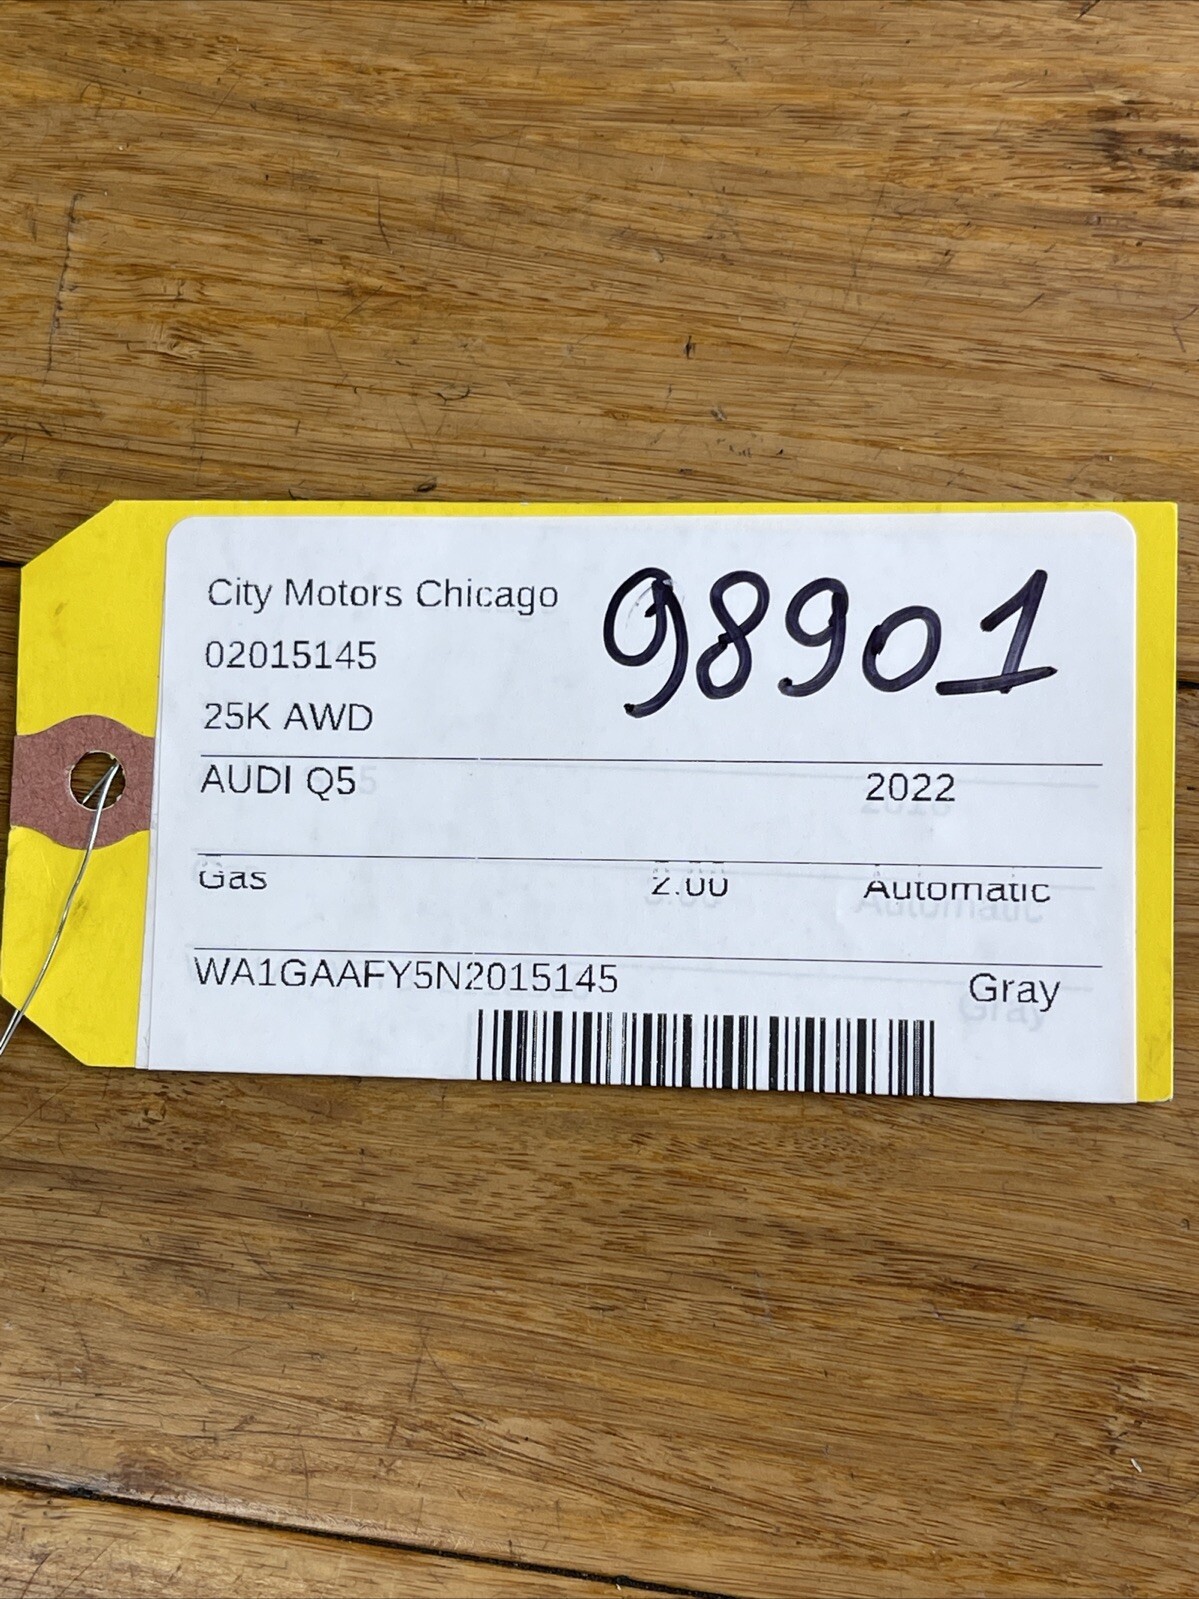 City Motors Chicago 98901
02015145
25K AWD
AUDI Q5 2022
Gas 2.00 Automatic
WA1GAAFY5N2015145 Gray